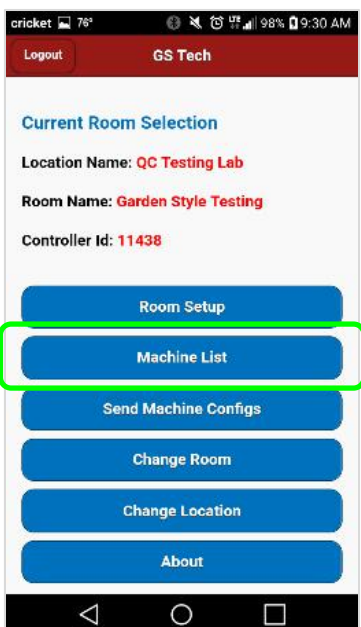 cricket 76° LTE 98% 9:30 AM
Logout GS Tech
Current Room Selection
Location Name: QC Testing Lab
Room Name: Garden Style Testing
Controller Id: 11438
Room Setup
Machine List
Send Machine Configs
Change Room
Change Location
About